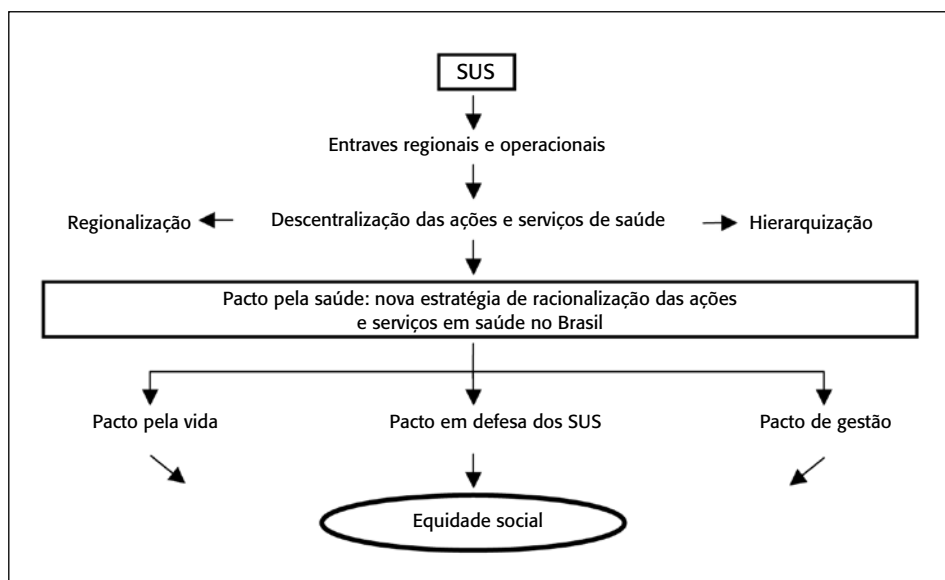 SUS
Entraves regionais e operacionais
Regionalização
Descentralização das ações e serviços de saúde
Hierarquização
Pacto pela saúde: nova estratégia de racionalização das ações
e serviços em saúde no Brasil
Pacto pela vida
Pacto em defesa dos SUS
Pacto de gestão
Equidade social